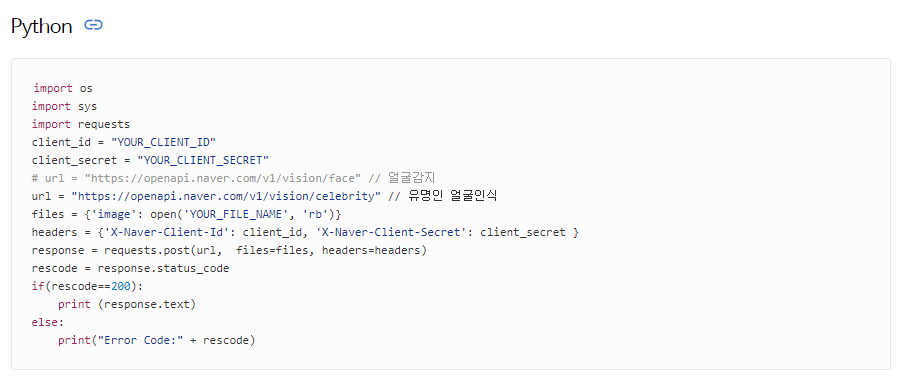 Python
import os
import sys
import requests
client_id = "YOUR_CLIENT_ID"
client_secret = "YOUR_CLIENT_SECRET"
# url = "https://openapi.naver.com/v1/vision/face" // 얼굴감지
url = "https://openapi.naver.com/v1/vision/celebrity" // 유명인 얼굴인식
files = {'image': open('YOUR_FILE_NAME', 'rb')}
headers = {'X-Naver-Client-Id': client_id, 'X-Naver-Client-Secret': client_secret }
response = requests.post(url,  files=files, headers=headers)
rescode = response.status_code
if(rescode==200):
    print (response.text)
else:
    print("Error Code:" + rescode)